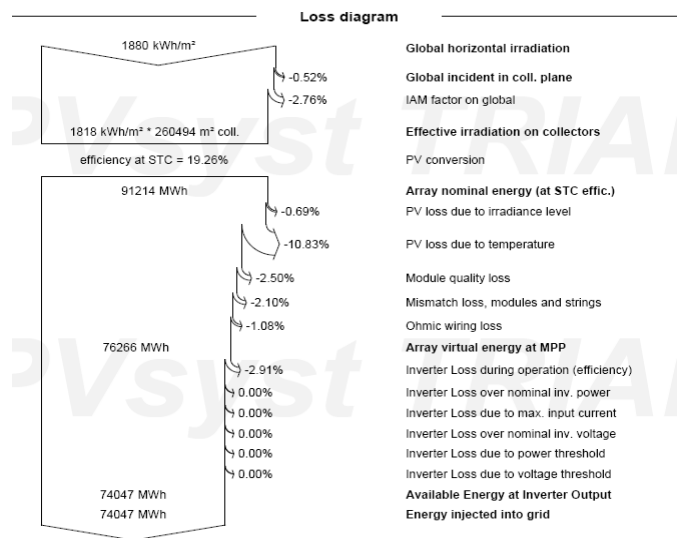 Loss diagram
1880 kWh/m² Global horizontal irradiation
-0.52% Global incident in coll. plane
-2.76% IAM factor on global
1818 kWh/m² * 260494 m² coll. Effective irradiation on collectors
efficiency at STC = 19.26% PV conversion
91214 MWh Array nominal energy (at STC effic.)
-0.69% PV loss due to irradiance level
-10.83% PV loss due to temperature
-2.50% Module quality loss
-2.10% Mismatch loss, modules and strings
-1.08% Ohmic wiring loss
76266 MWh Array virtual energy at MPP
-2.91% Inverter Loss during operation (efficiency)
0.00% Inverter Loss over nominal inv. power
0.00% Inverter Loss due to max. input current
0.00% Inverter Loss over nominal inv. voltage
0.00% Inverter Loss due to power threshold
0.00% Inverter Loss due to voltage threshold
74047 MWh Available Energy at Inverter Output
74047 MWh Energy injected into grid
PVsyst TRIAL
PVsyst TRIAL